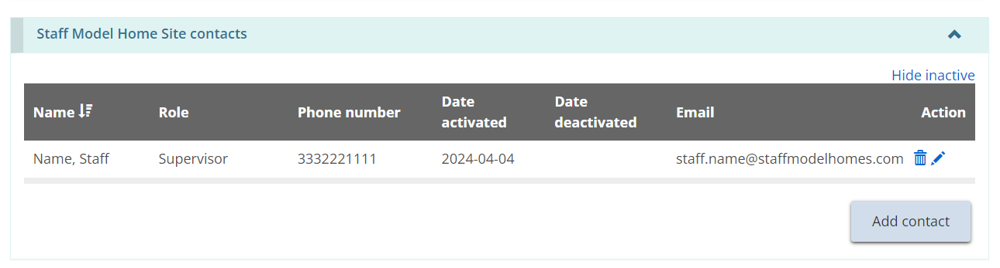 Staff Model Home Site contacts
Hide inactive
Name Role Phone number Date activated Date deactivated Email Action
Name, Staff Supervisor 3332221111 2024-04-04 staff.name@staffmodelhomes.com
Add contact